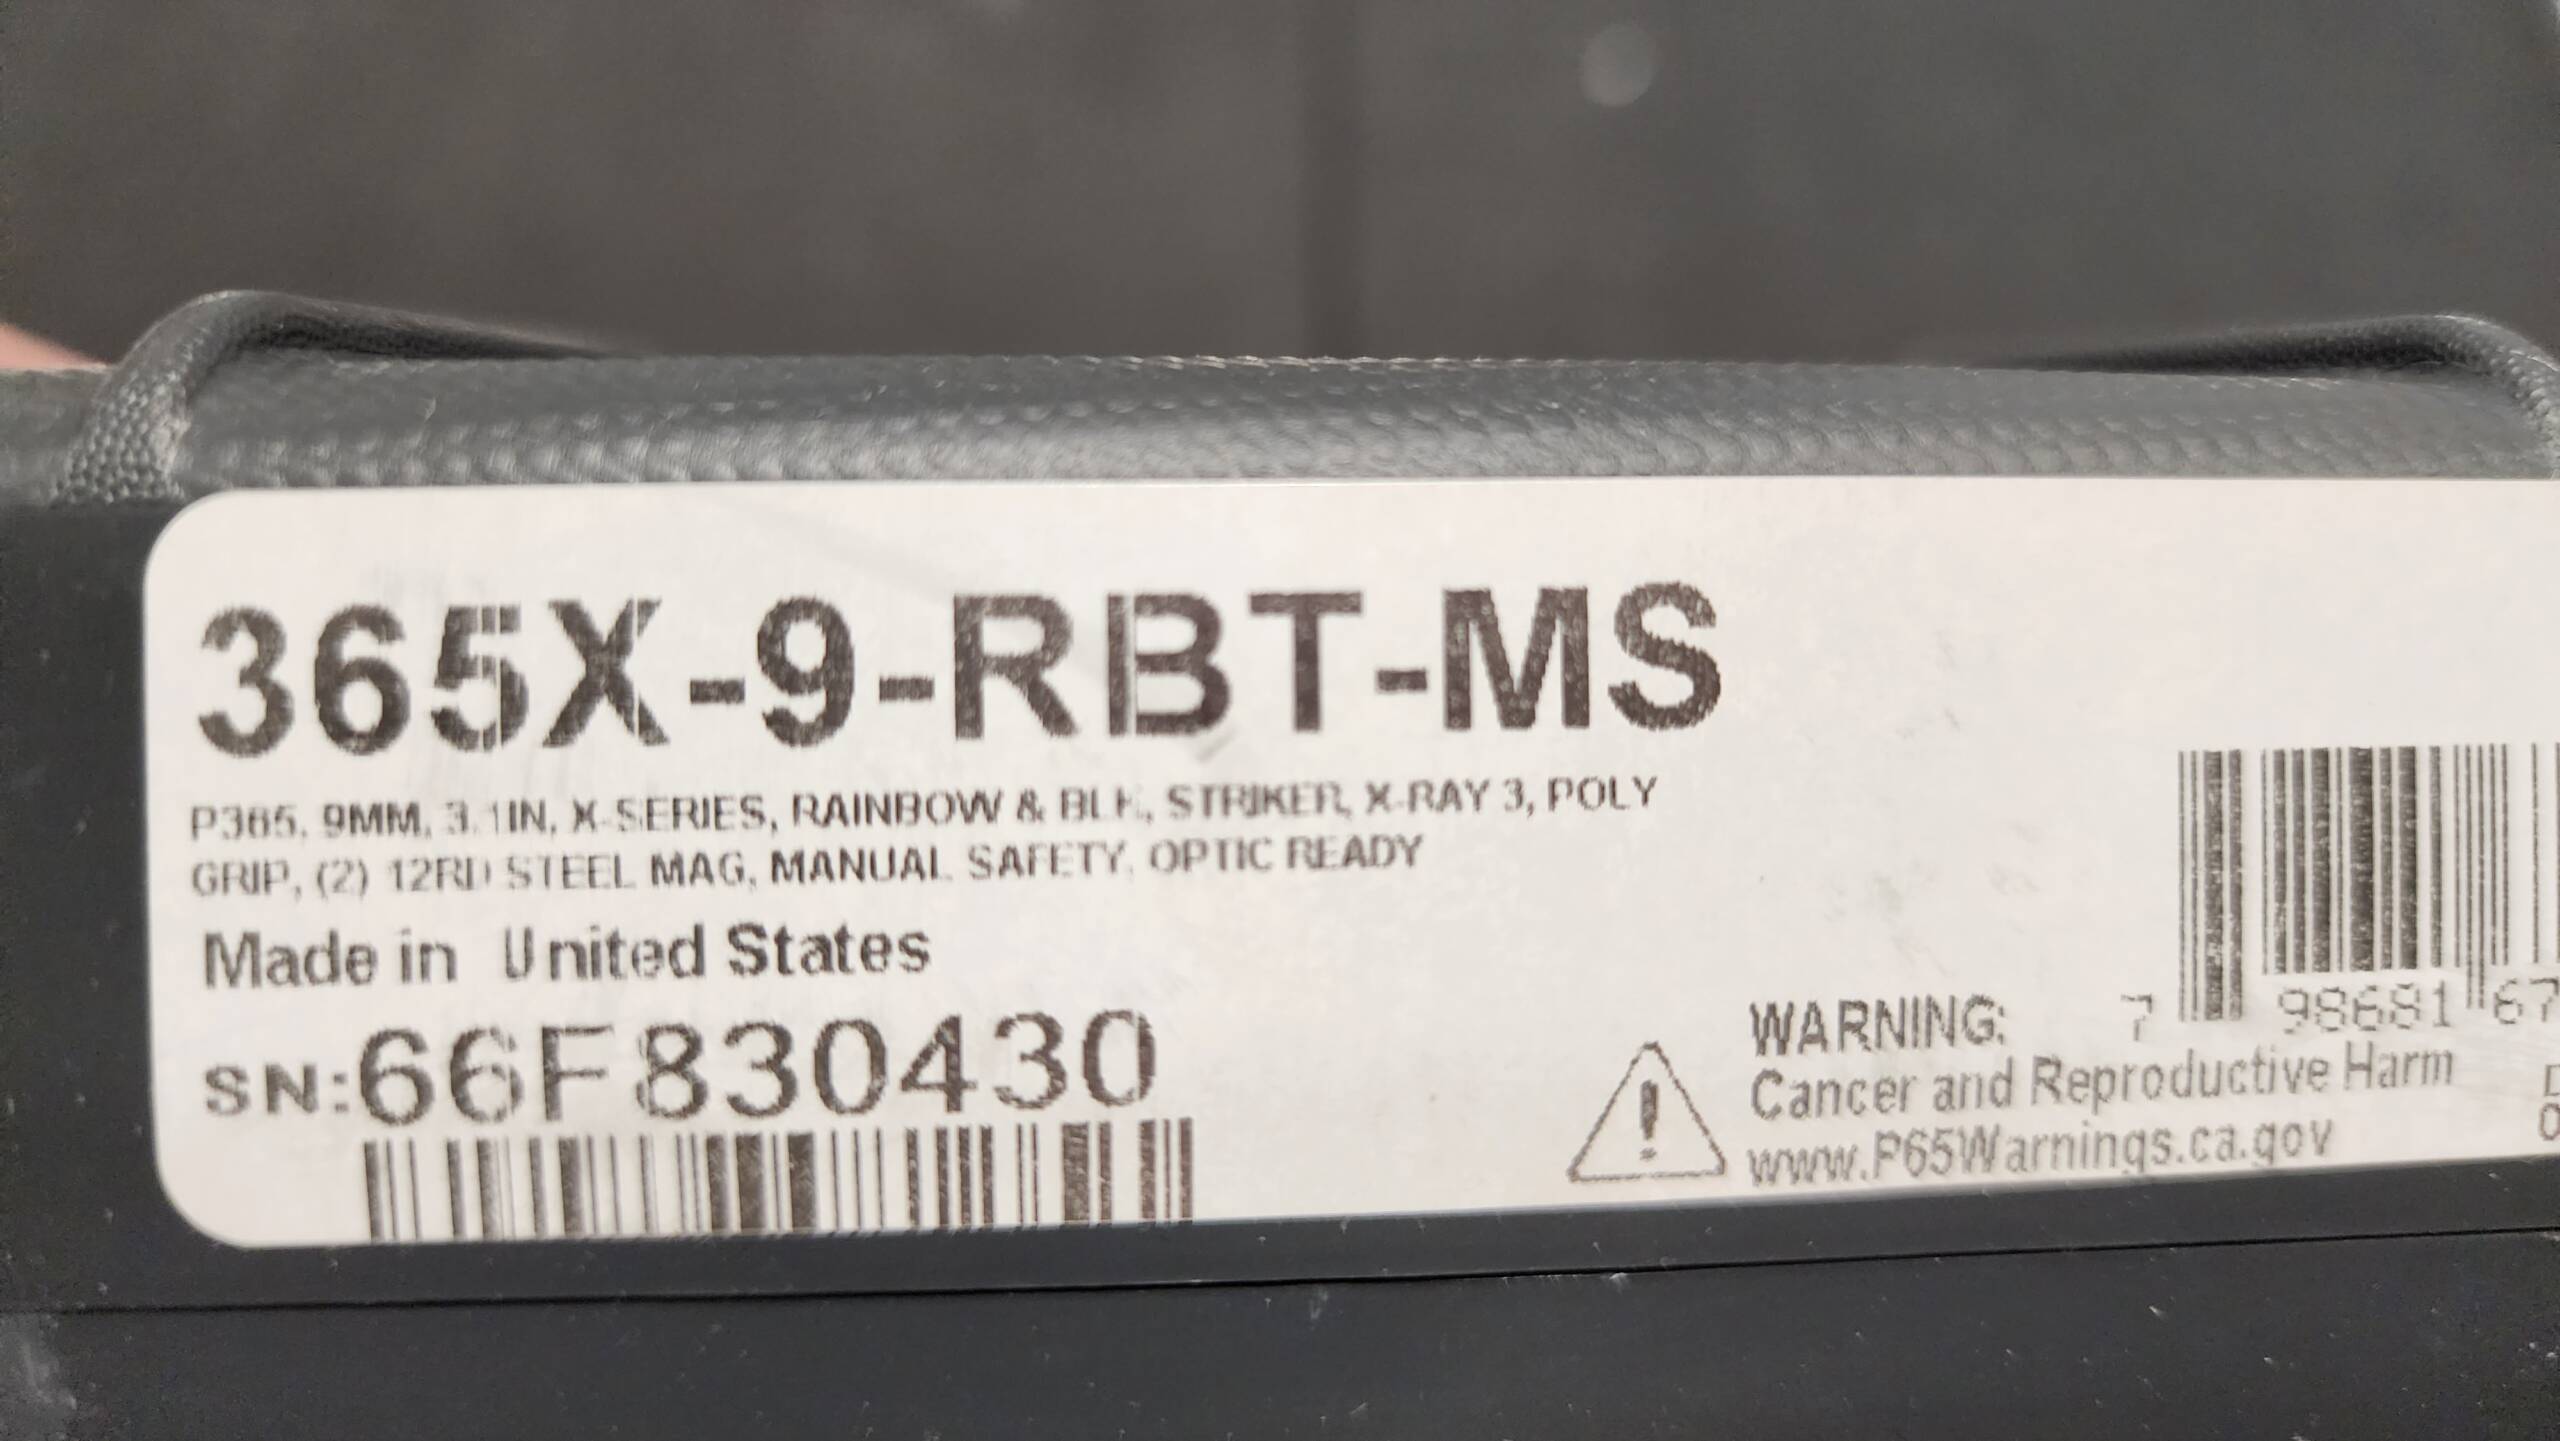 365X-9-RBT-MS
P365, 9MM, 3.1IN, X-SERIES, RAINBOW & BLK, STRIKER, X-RAY 3, POLY
GRIP, (2) 12RD STEEL MAG, MANUAL SAFETY, OPTIC READY
Made in United States
SN:66F830430
WARNING:
Cancer and Reproductive Harm
www.P65Warnings.ca.gov
7 98681 67